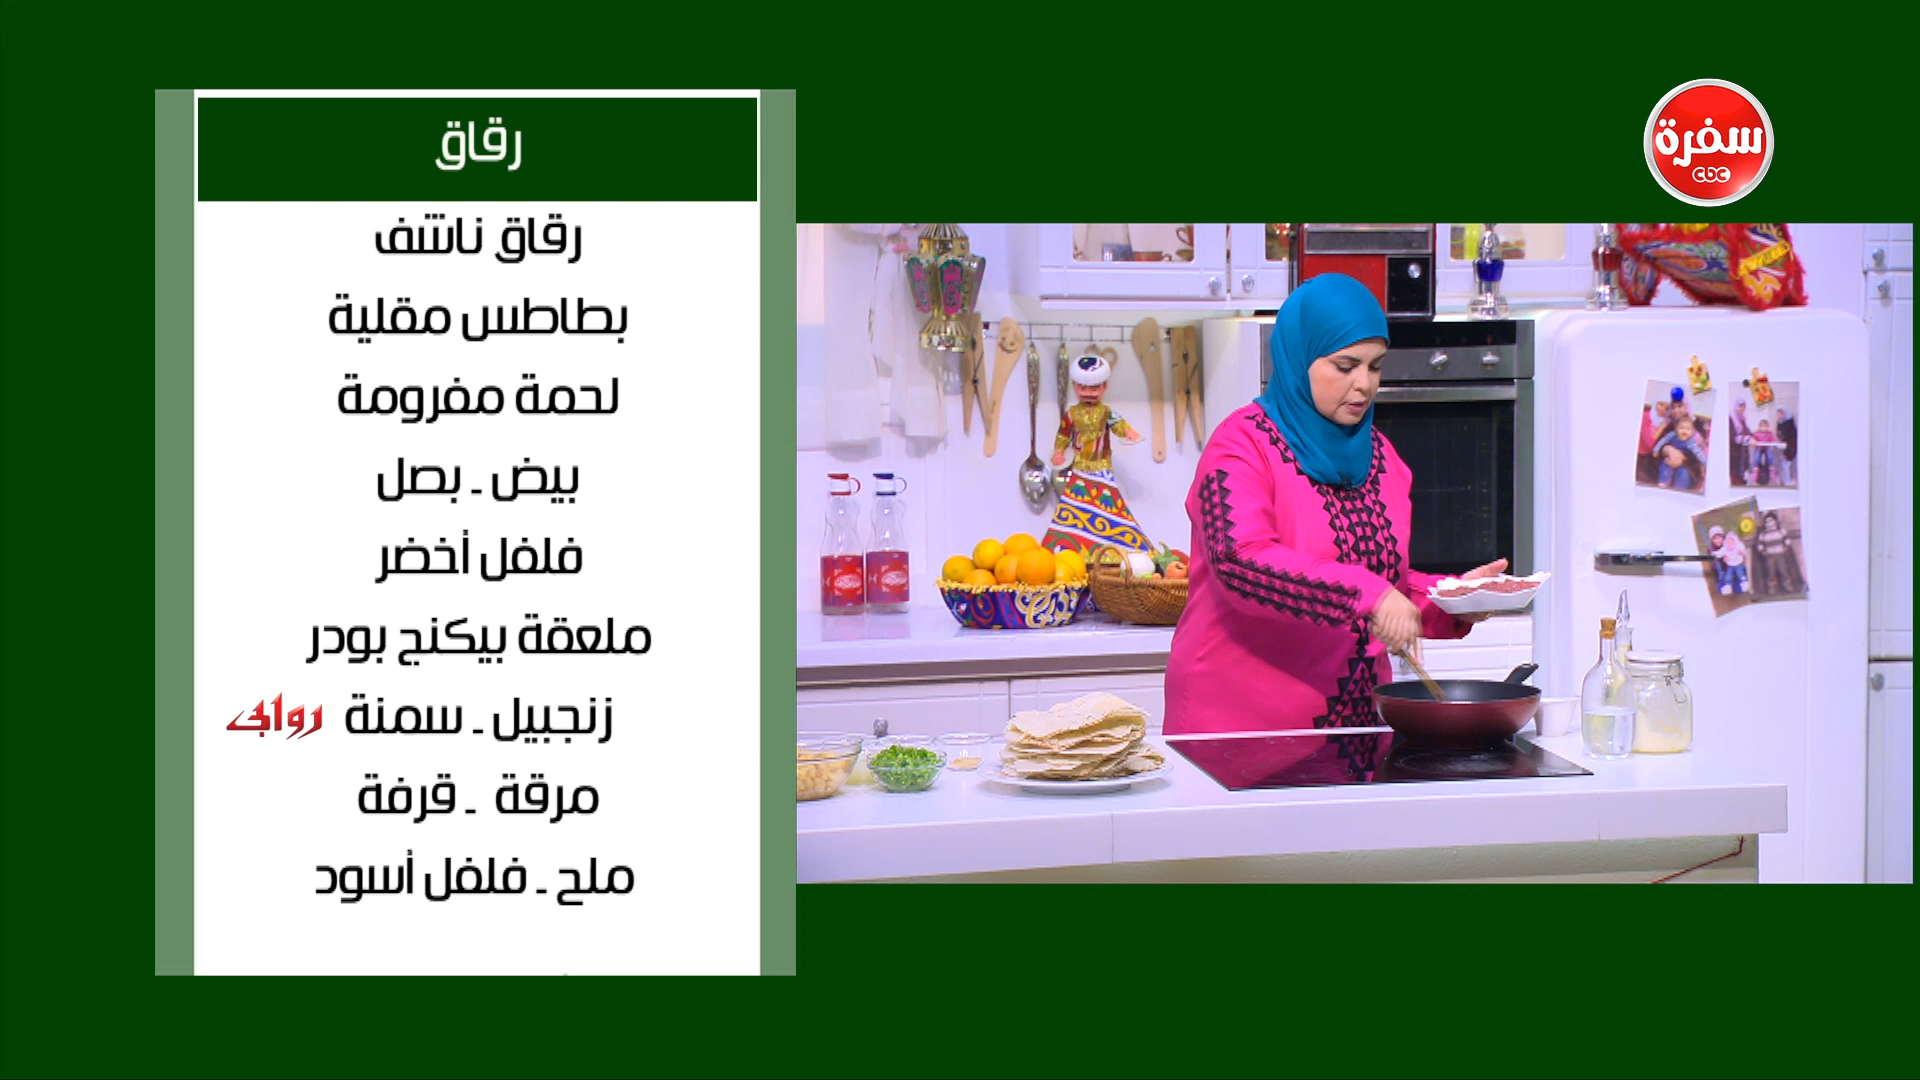 سفرة
cbc
رقاق
رقاق ناشف
بطاطس مقلية
لحمة مفرومة
بيض - بصل
فلفل أخضر
ملعقة بيكنج بودر
زنجبيل - سمنة روابي
مرقة - قرفة
ملح - فلفل أسود